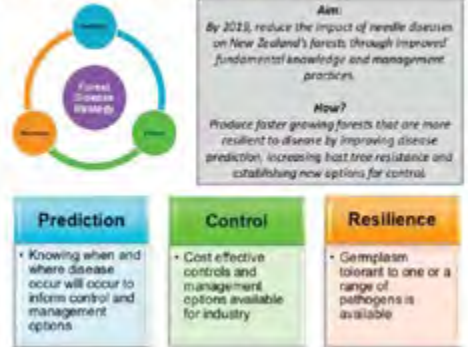 Forest
Disease
Strategy
Aim:
By 2019, reduce the impact of needle diseases
on New Zealand's forests through improved
fundamental knowledge and management
practices.
How?
Produce faster growing forests that are more
resilient to disease by improving disease
prediction, increasing host tree resistance and
establishing new options for control.
Prediction
• Knowing when and
where disease
occur will occur to
inform control and
management
options
Control
• Cost effective
controls and
management
options available
for industry
Resilience
• Germplasm
tolerant to one or a
range of
pathogens is
available